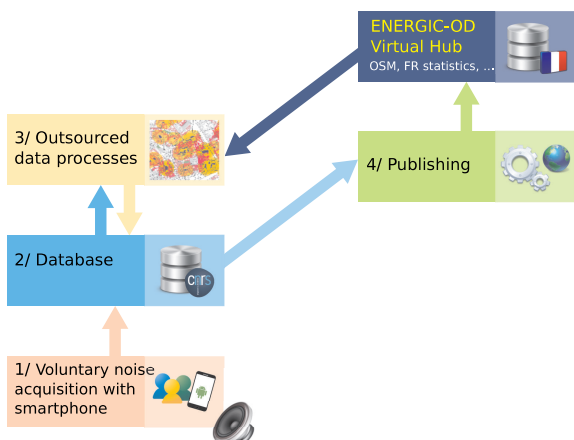 ENERGIC-OD
Virtual Hub
OSM, FR statistics, ...
3/ Outsourced
data processes
4/ Publishing
2/ Database
cnrs
1/ Voluntary noise
acquisition with
smartphone